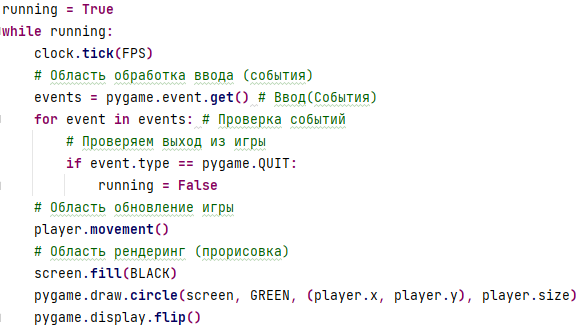 running = True
while running:
    clock.tick(FPS)
    # Область обработка ввода (события)
    events = pygame.event.get() # Ввод(События)
    for event in events: # Проверка событий
        # Проверяем выход из игры
        if event.type == pygame.QUIT:
            running = False
    # Область обновление игры
    player.movement()
    # Область рендеринг (прорисовка)
    screen.fill(BLACK)
    pygame.draw.circle(screen, GREEN, (player.x, player.y), player.size)
    pygame.display.flip()